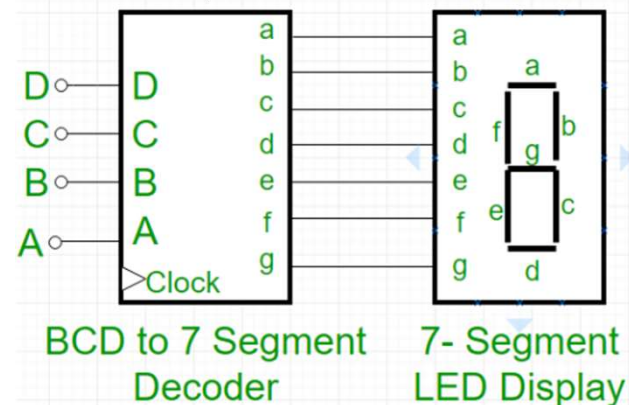 D
C
B
A
D
C
B
A
Clock
a
b
c
d
e
f
g
a
b
c
d
e
f
g
a
f
b
g
e
c
d
BCD to 7 Segment
Decoder
7- Segment
LED Display